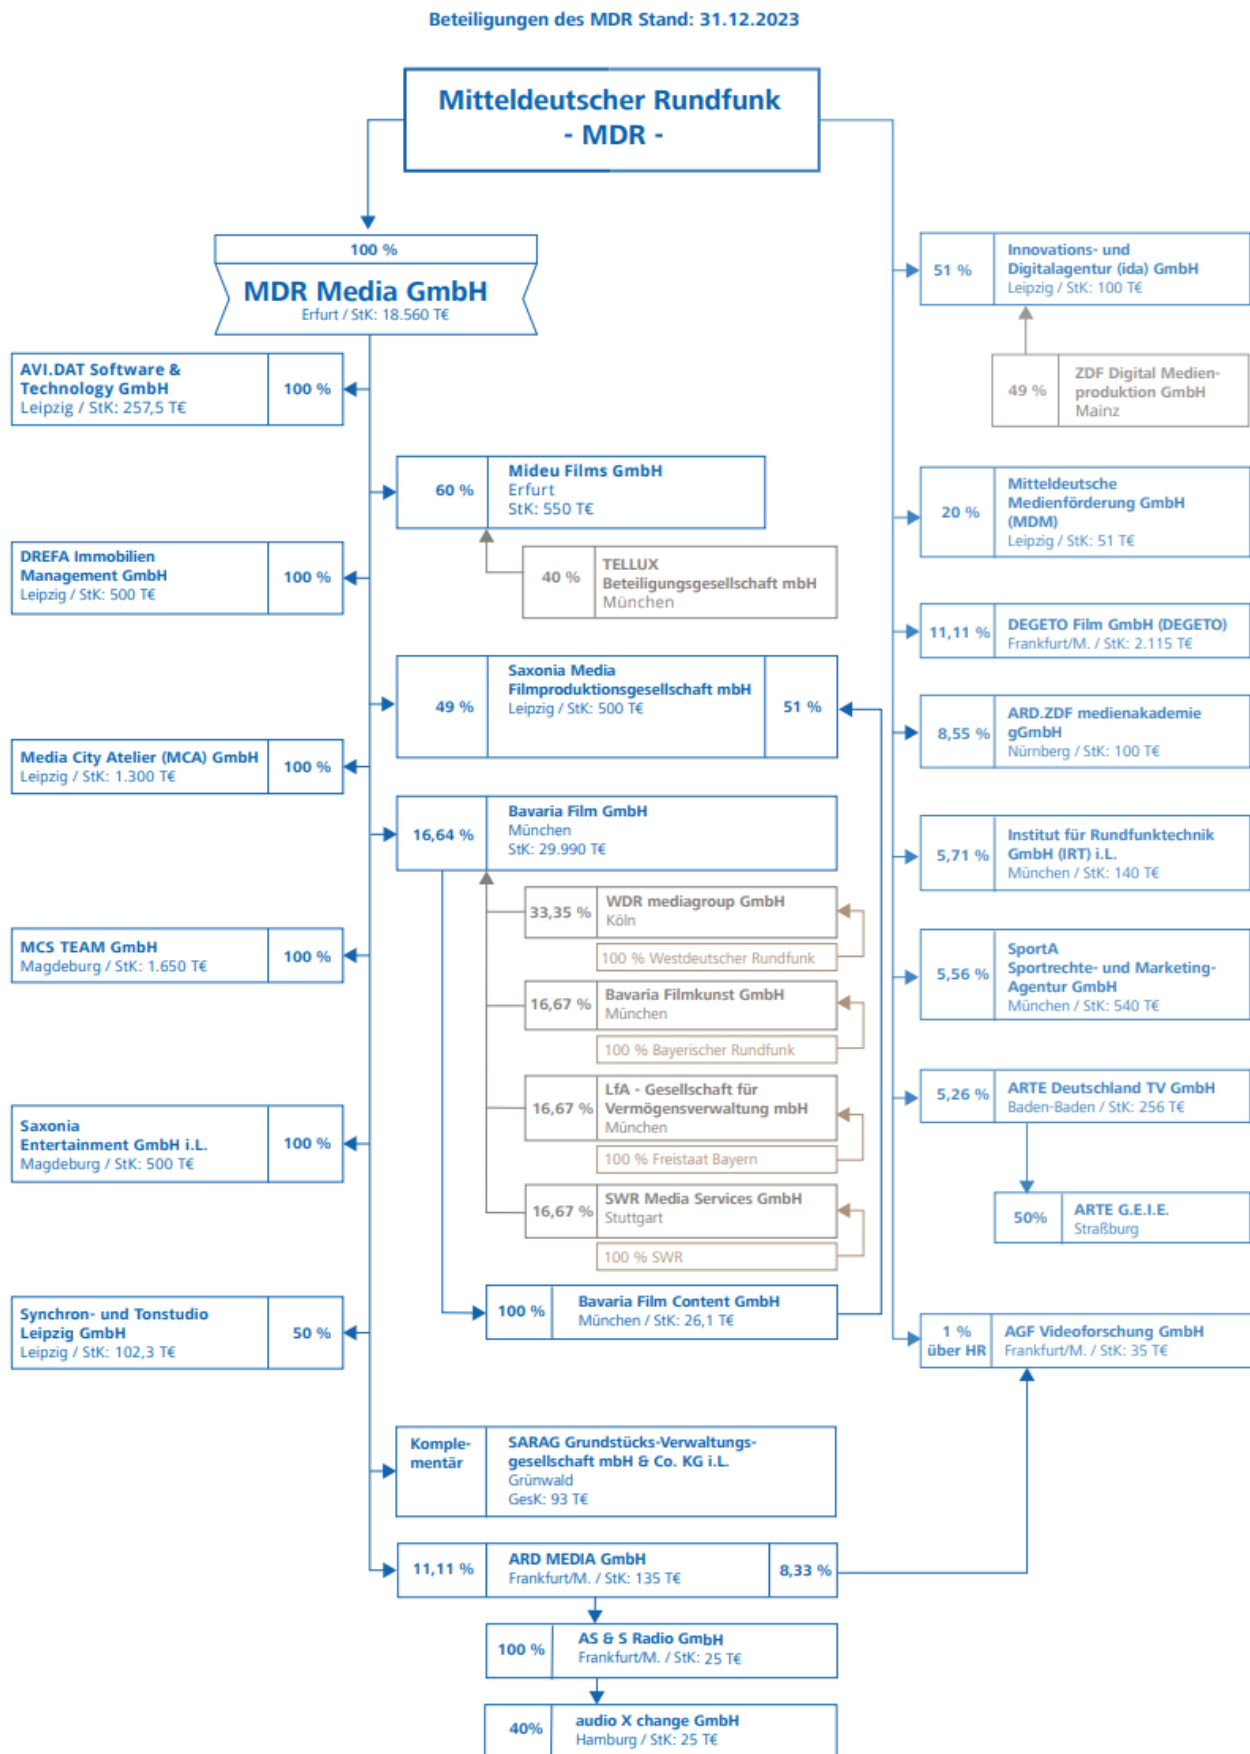 Beteiligungen des MDR Stand: 31.12.2023
Mitteldeutscher Rundfunk
- MDR -
100 %
MDR Media GmbH
Erfurt / StK: 18.560 T€
AVI.DAT Software &
Technology GmbH
Leipzig / StK: 257,5 T€
100 %
DREFA Immobilien
Management GmbH
Leipzig / StK: 500 T€
100 %
Media City Atelier (MCA) GmbH
Leipzig / StK: 1.300 T€
100 %
MCS TEAM GmbH
Magdeburg / StK: 1.650 T€
100 %
Saxonia
Entertainment GmbH i.L.
Magdeburg / StK: 500 T€
100 %
Synchron- und Tonstudio
Leipzig GmbH
Leipzig / StK: 102,3 T€
50 %
60 %
Mideu Films GmbH
Erfurt
StK: 550 T€
40 %
TELLUX
Beteiligungsgesellschaft mbH
München
49 %
Saxonia Media
Filmproduktionsgesellschaft mbH
Leipzig / StK: 500 T€
51 %
16,64 %
Bavaria Film GmbH
München
StK: 29.990 T€
33,35 %
WDR mediagroup GmbH
Köln
100 % Westdeutscher Rundfunk
16,67 %
Bavaria Filmkunst GmbH
München
100 % Bayerischer Rundfunk
16,67 %
LfA - Gesellschaft für
Vermögensverwaltung mbH
München
100 % Freistaat Bayern
16,67 %
SWR Media Services GmbH
Stuttgart
100 % SWR
100 %
Bavaria Film Content GmbH
München / StK: 26,1 T€
Komple-
mentär
SARAG Grundstücks-Verwaltungs-
gesellschaft mbH & Co. KG i.L.
Grünwald
GesK: 93 T€
11,11 %
ARD MEDIA GmbH
Frankfurt/M. / StK: 135 T€
8,33 %
100 %
AS & S Radio GmbH
Frankfurt/M. / StK: 25 T€
40%
audio X change GmbH
Hamburg / StK: 25 T€
51 %
Innovations- und
Digitalagentur (ida) GmbH
Leipzig / StK: 100 T€
49 %
ZDF Digital Medien-
produktion GmbH
Mainz
20 %
Mitteldeutsche
Medienförderung GmbH
(MDM)
Leipzig / StK: 51 T€
11,11 %
DEGETO Film GmbH (DEGETO)
Frankfurt/M. / StK: 2.115 T€
8,55 %
ARD.ZDF medienakademie
gGmbH
Nürnberg / StK: 100 T€
5,71 %
Institut für Rundfunktechnik
GmbH (IRT) i.L.
München / StK: 140 T€
5,56 %
SportA
Sportrechte- und Marketing-
Agentur GmbH
München / StK: 540 T€
5,26 %
ARTE Deutschland TV GmbH
Baden-Baden / StK: 256 T€
50%
ARTE G.E.I.E.
Straßburg
1 %
über HR
AGF Videoforschung GmbH
Frankfurt/M. / StK: 35 T€